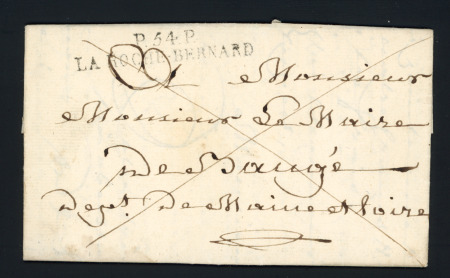 P. 54. P.
LA ROCHE-BERNARD
Monsieur
Monsieur Le Maire
De Baugé
Dept. De Maine et Loire